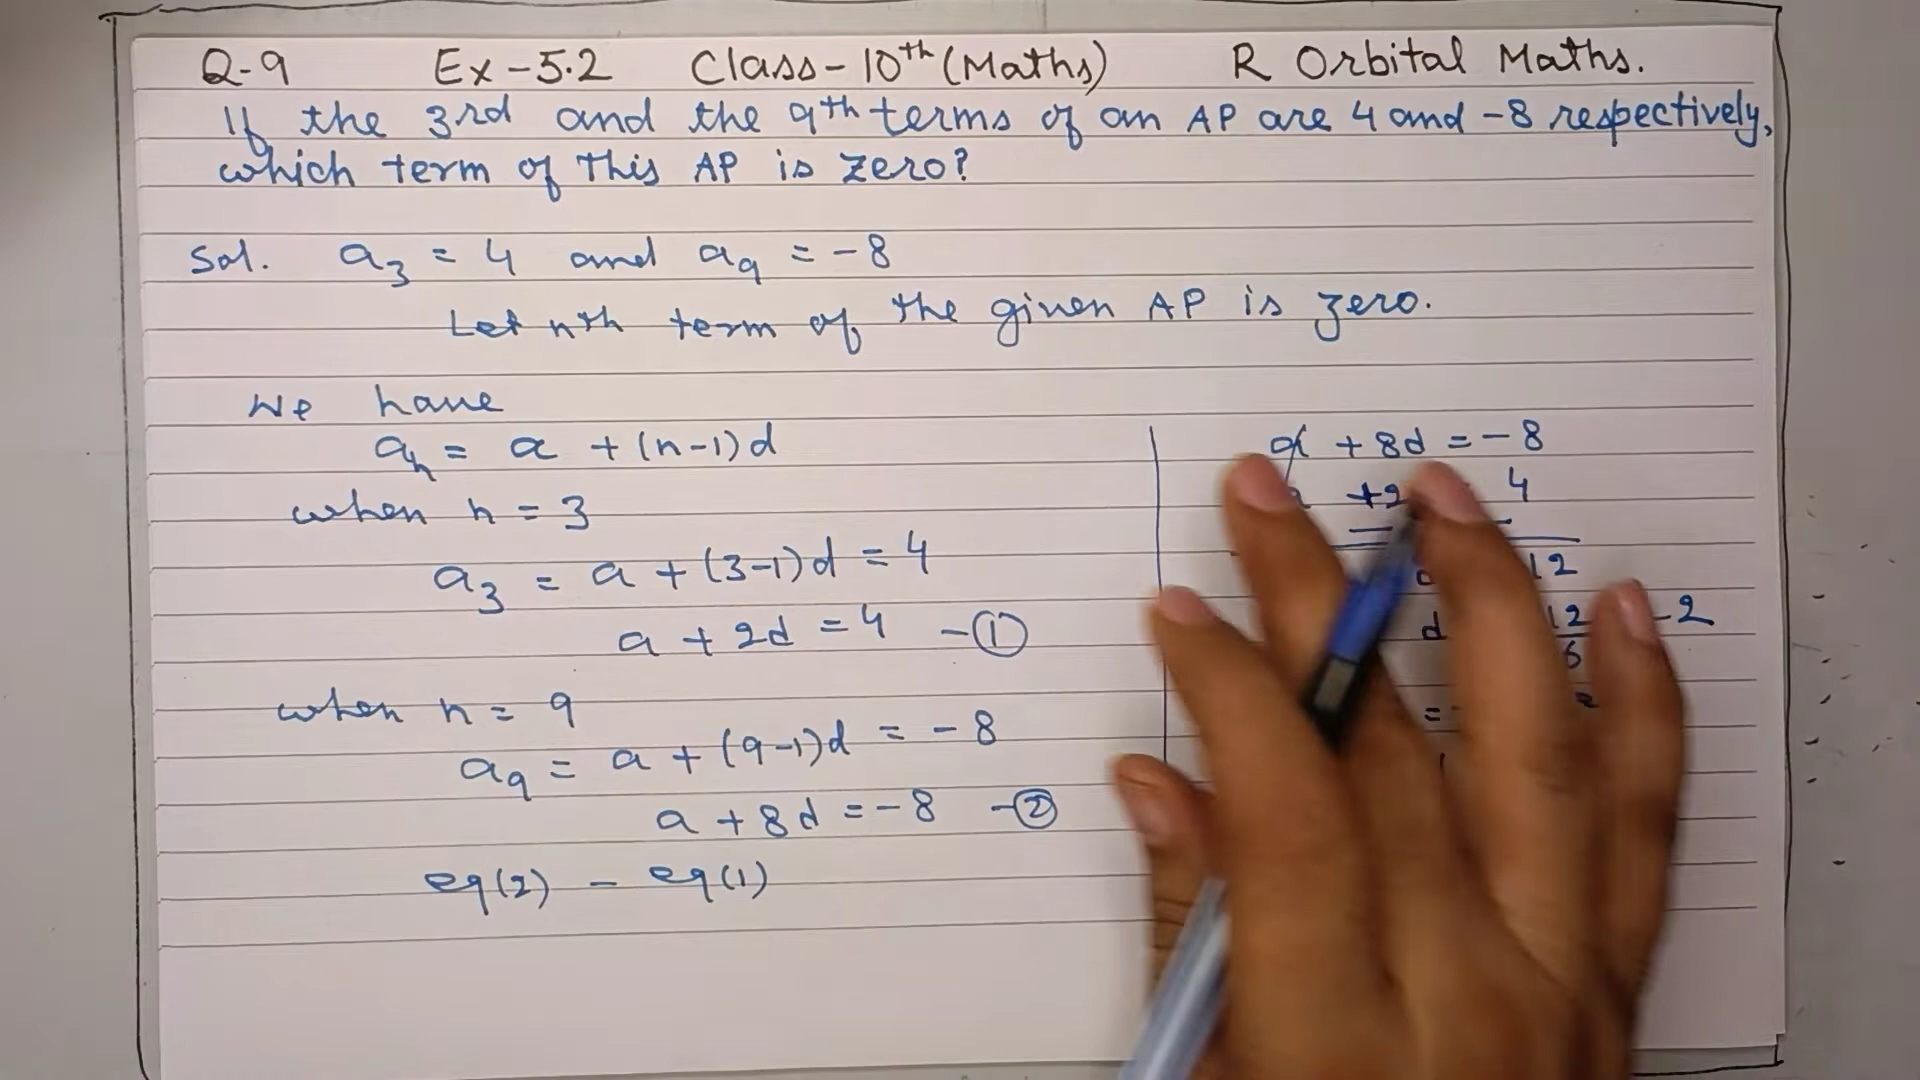 Q-9 Ex-5.2 Class-10th (Maths) R Orbital Maths.
If the 3rd and the 9th terms of an AP are 4 and -8 respectively,
which term of this AP is zero?
Sol. a₃ = 4 and a₉ = -8
Let nth term of the given AP is zero.
We have
aₙ = a + (n-1)d
when n = 3
a₃ = a + (3-1)d = 4
a + 2d = 4 -①
when n = 9
a₉ = a + (9-1)d = -8
a + 8d = -8 -②
eq(2) - eq(1)
a + 8d = -8
+2 4
12
d 12 -2
6
=